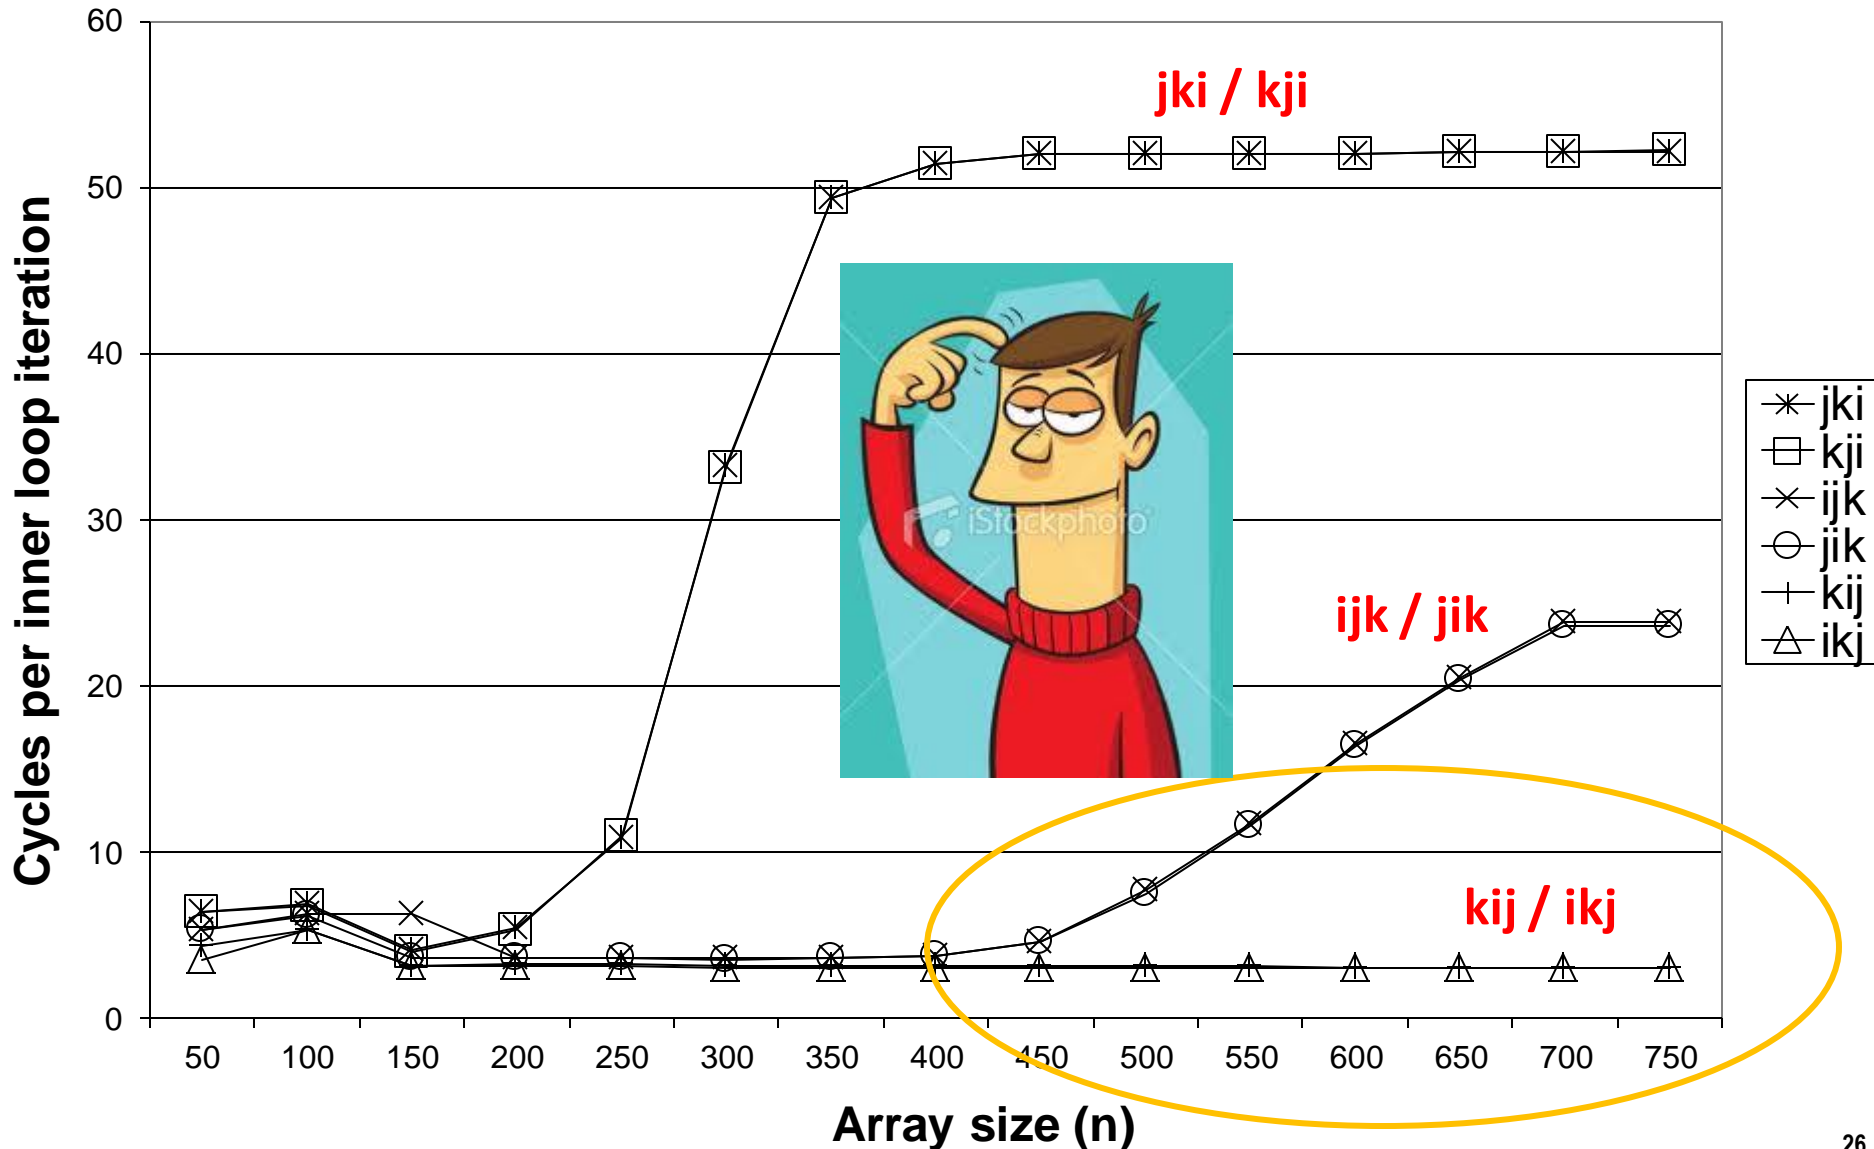 60
50
40
30
20
10
0
Cycles per inner loop iteration
jki / kji
iStockphoto
ijk / jik
kij / ikj
jki
kji
ijk
jik
kij
ikj
50 100 150 200 250 300 350 400 450 500 550 600 650 700 750
Array size (n)
26